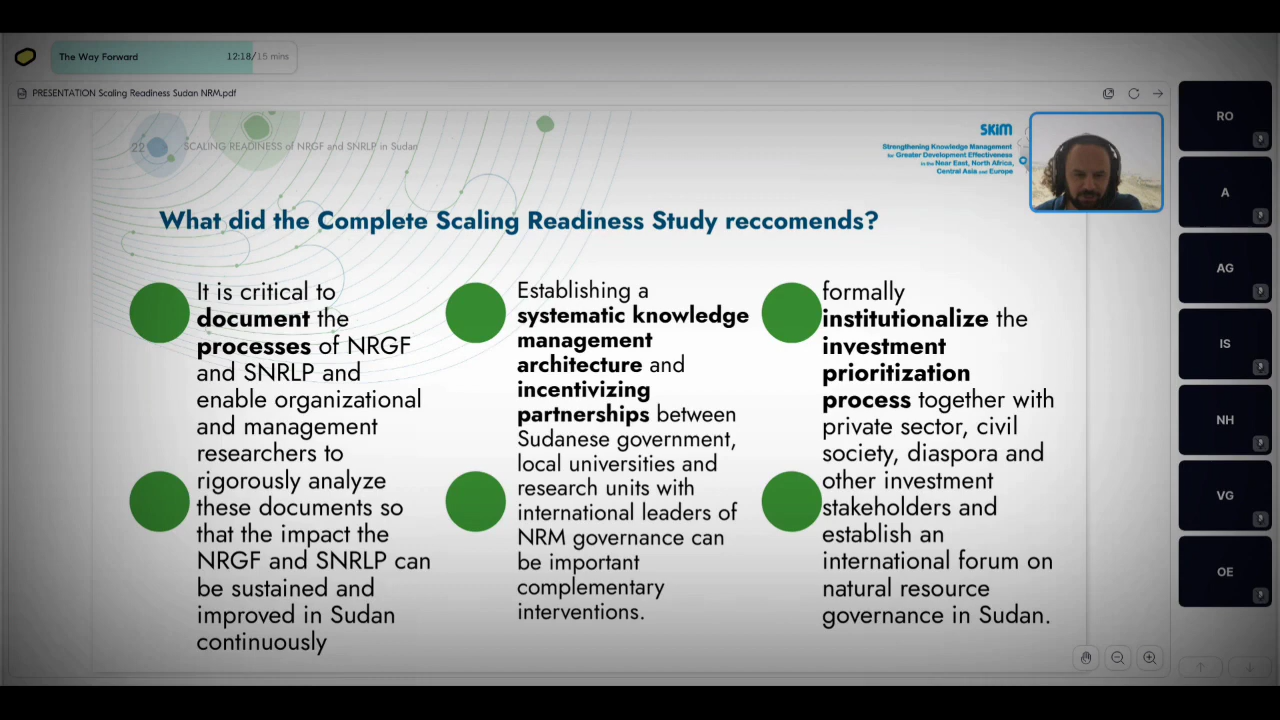 The Way Forward
12:18/15 mins
PRESENTATION Scaling Readiness Sudan NRM.pdf
22
SCALING READINESS of NRGF and SNRLP in Sudan
SKiM
Strengthening Knowledge Management
for Greater Development Effectiveness
in the Near East, North Africa,
Central Asia and Europe
What did the Complete Scaling Readiness Study reccomends?
It is critical to
document the
processes of NRGF
and SNRLP and
enable organizational
and management
researchers to
rigorously analyze
these documents so
that the impact the
NRGF and SNRLP can
be sustained and
improved in Sudan
continuously
Establishing a
systematic knowledge
management
architecture and
incentivizing
partnerships between
Sudanese government,
local universities and
research units with
international leaders of
NRM governance can
be important
complementary
interventions.
formally
institutionalize the
investment
prioritization
process together with
private sector, civil
society, diaspora and
other investment
stakeholders and
establish an
international forum on
natural resource
governance in Sudan.
RO
A
AG
IS
NH
VG
OE